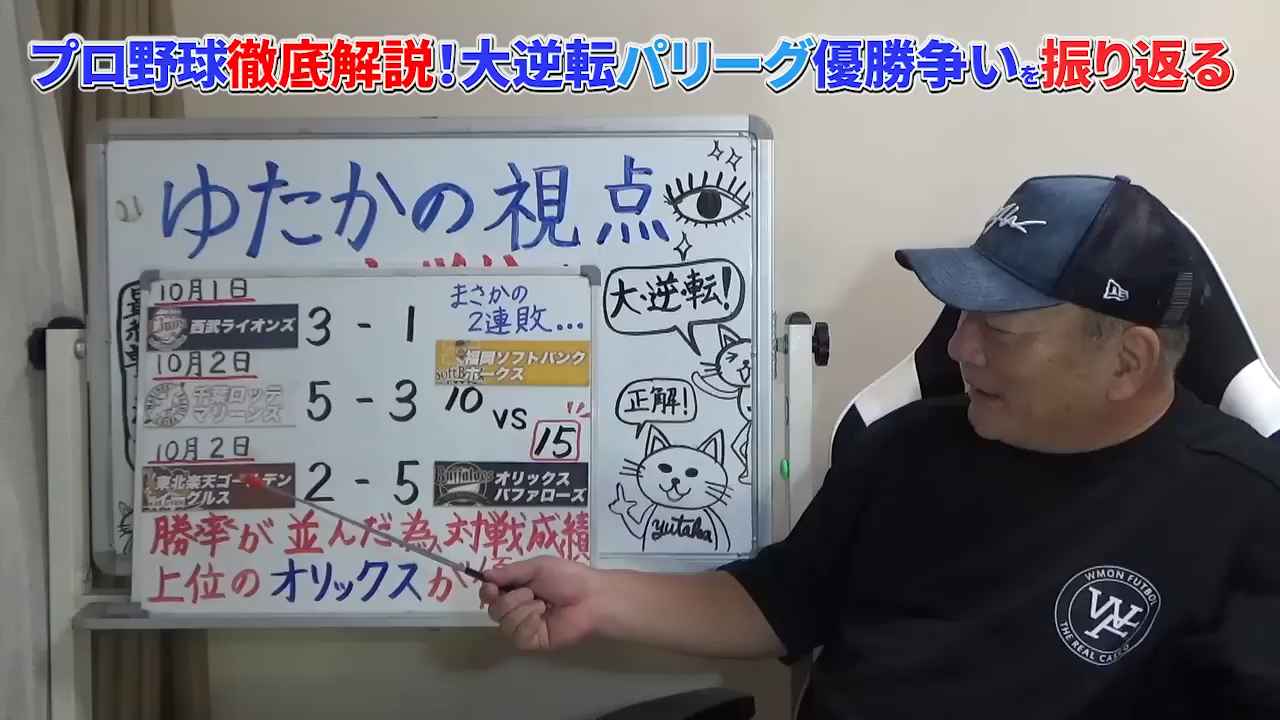 プロ野球徹底解説！大逆転パリーグ優勝争いを振り返る
ゆたかの視点
大・逆・転！
10月1日
まさかの
2連敗...
西武ライオンズ
3 - 1
福岡ソフトバンク
ホークス
10月2日
千葉ロッテ
マリーンズ
5 - 3
10 vs 15
正解！
10月2日
東北楽天ゴールデン
イーグルス
2 - 5
Buffaloes
オリックス
バファローズ
yutaka
勝率が並んだ為、対戦成績
上位のオリックスが優
WMON FUTBOL
THE REAL